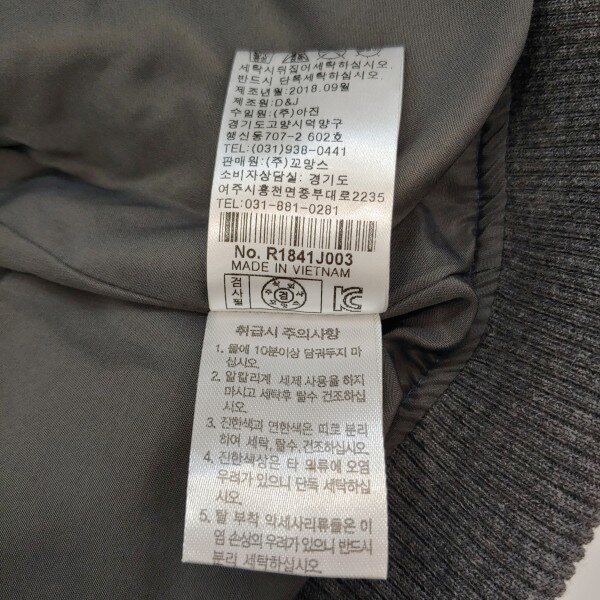 세탁시뒤집어세탁하십시오.
반드시 단독세탁하십시오.
제조년월: 2018.09월
제조원: D&J
수입원: (주)아진
경기도고양시덕양구
행신동707-2 602호
TEL:(031)938-0441
판매원: (주)꼬망스
소비자상담실: 경기도
여주시흥천면중부대로2235
TEL:031-881-0281
No. R1841J003
MADE IN VIETNAM
검사필 검
취급시 주의사항
1. 물에 10분이상 담궈두지 마
십시오.
2. 알칼리계 세제 사용을 하지
마시고 세탁후 탈수 건조하십
시오.
3. 진한색과 연한색은 따로 분리
하여 세탁, 탈수, 건조하십시오.
4. 진한색상은 타 의류에 오염
우려가 있으니 단독 세탁하십
시오.
5. 탈 부착 악세사리류들은 이
염 손상의 우려가 있으니 반드시
분리 세탁하십시오.